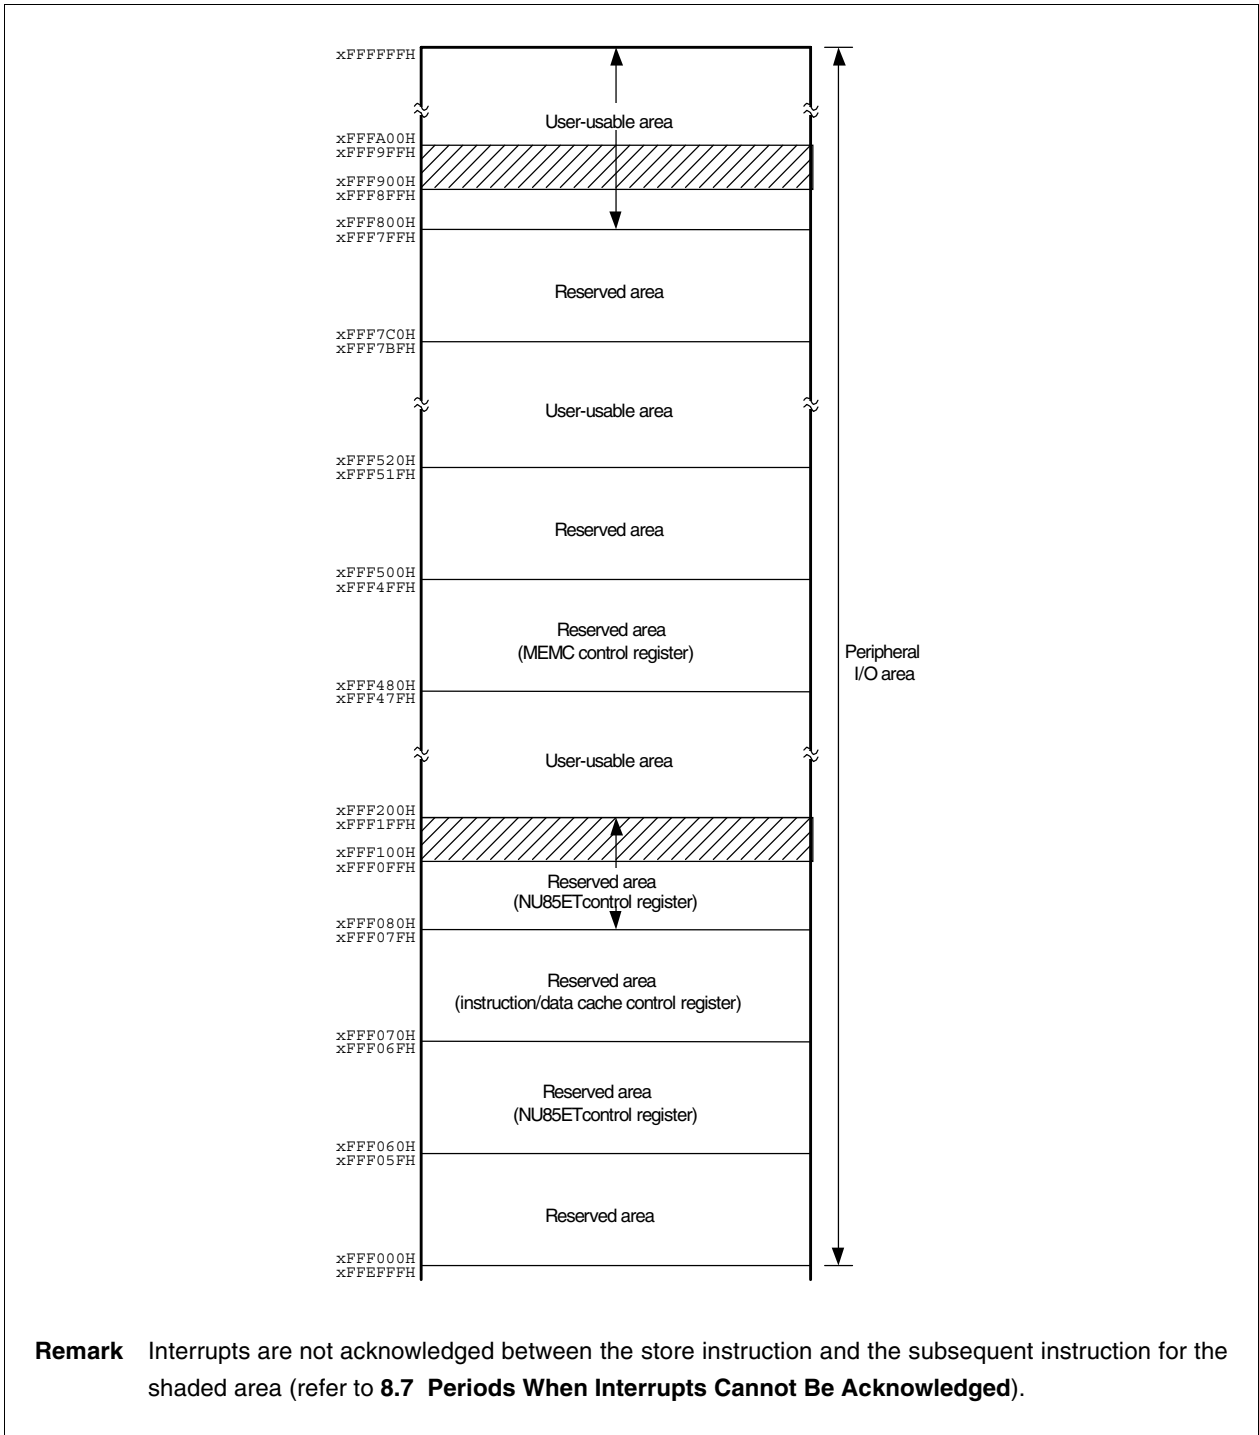 xFFFFFFH
User-usable area
xFFFA00H
xFFF9FFH
xFFF900H
xFFF8FFH
xFFF800H
xFFF7FFH
Reserved area
xFFF7C0H
xFFF7BFH
User-usable area
xFFF520H
xFFF51FH
Reserved area
xFFF500H
xFFF4FFH
Reserved area
(MEMC control register)
Peripheral
I/O area
xFFF480H
xFFF47FH
User-usable area
xFFF200H
xFFF1FFH
xFFF100H
xFFF0FFH
Reserved area
(NU85ETcontrol register)
xFFF080H
xFFF07FH
Reserved area
(instruction/data cache control register)
xFFF070H
xFFF06FH
Reserved area
(NU85ETcontrol register)
xFFF060H
xFFF05FH
Reserved area
xFFF000H
xFFEFFFH
Remark Interrupts are not acknowledged between the store instruction and the subsequent instruction for the
shaded area (refer to 8.7 Periods When Interrupts Cannot Be Acknowledged).